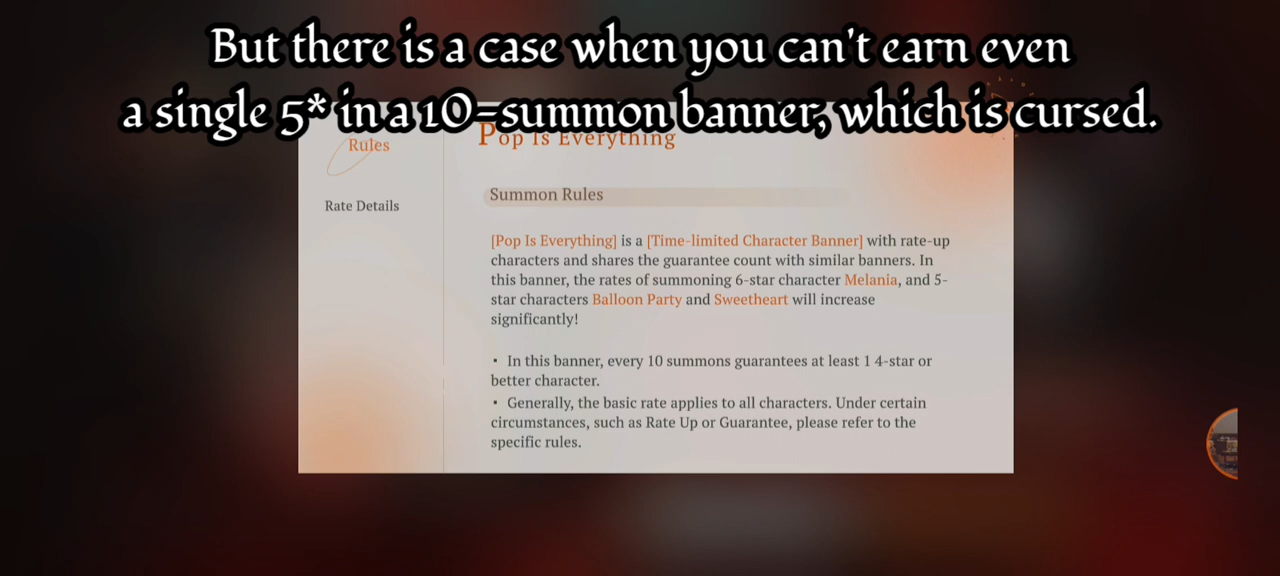 But there is a case when you can't earn even
a single 5* in a 10-summon banner, which is cursed.
Rules
Pop Is Everything
Rate Details
Summon Rules
[Pop Is Everything] is a [Time-limited Character Banner] with rate-up
characters and shares the guarantee count with similar banners. In
this banner, the rates of summoning 6-star character Melania, and 5-
star characters Balloon Party and Sweetheart will increase
significantly!
• In this banner, every 10 summons guarantees at least 1 4-star or
better character.
• Generally, the basic rate applies to all characters. Under certain
circumstances, such as Rate Up or Guarantee, please refer to the
specific rules.